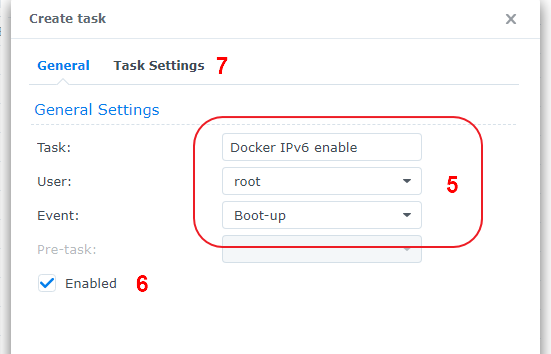 Create task
General Task Settings 7
General Settings
Task: Docker IPv6 enable
User: root 5
Event: Boot-up
Pre-task:
Enabled 6